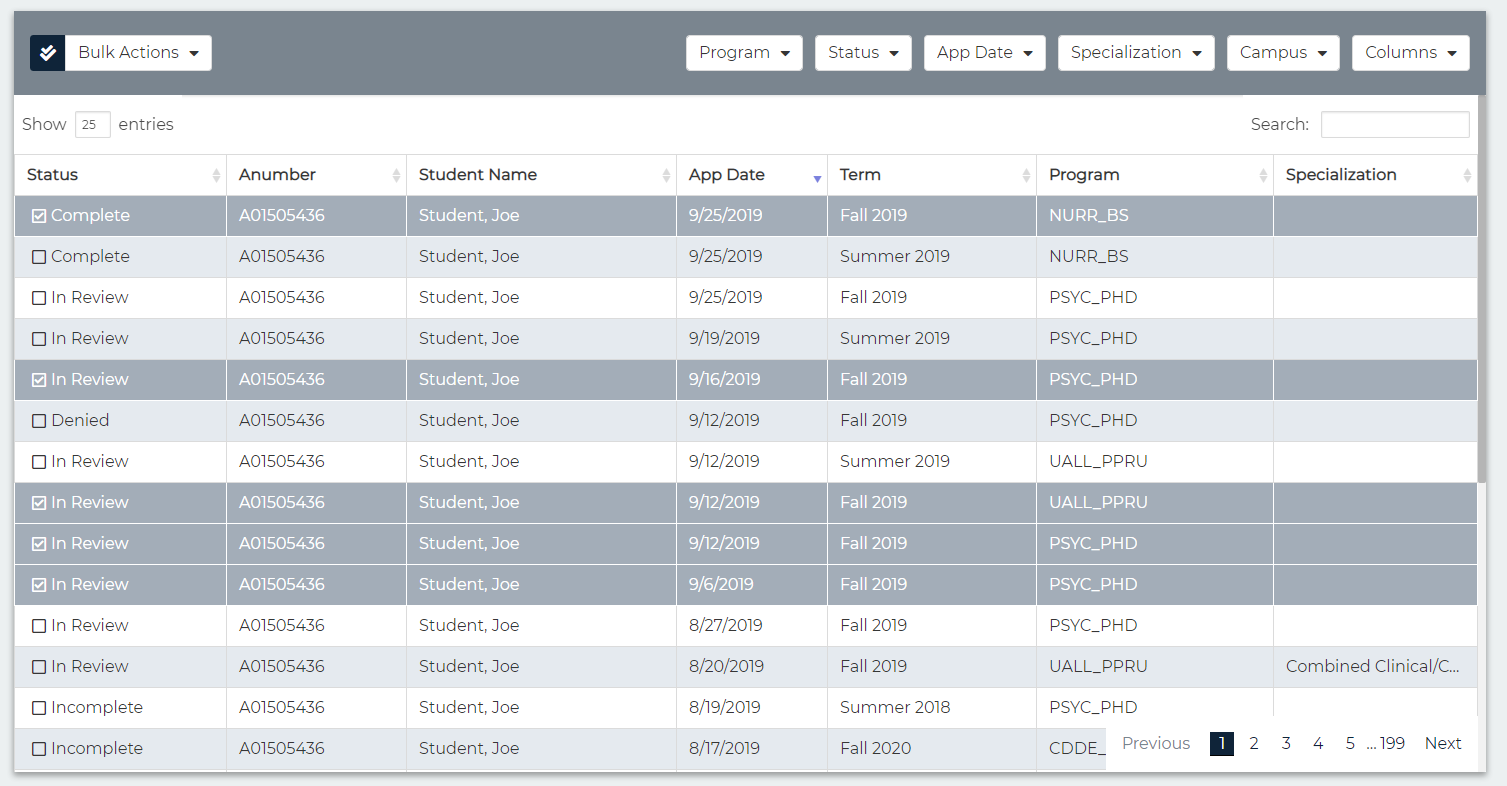 Bulk Actions Program Status App Date Specialization Campus Columns
Show 25 entries Search:
Status Anumber Student Name App Date Term Program Specialization
Complete A01505436 Student, Joe 9/25/2019 Fall 2019 NURR_BS
Complete A01505436 Student, Joe 9/25/2019 Summer 2019 NURR_BS
In Review A01505436 Student, Joe 9/25/2019 Fall 2019 PSYC_PHD
In Review A01505436 Student, Joe 9/19/2019 Summer 2019 PSYC_PHD
In Review A01505436 Student, Joe 9/16/2019 Fall 2019 PSYC_PHD
Denied A01505436 Student, Joe 9/12/2019 Fall 2019 PSYC_PHD
In Review A01505436 Student, Joe 9/12/2019 Summer 2019 UALL_PPRU
In Review A01505436 Student, Joe 9/12/2019 Fall 2019 UALL_PPRU
In Review A01505436 Student, Joe 9/12/2019 Fall 2019 PSYC_PHD
In Review A01505436 Student, Joe 9/6/2019 Fall 2019 PSYC_PHD
In Review A01505436 Student, Joe 8/27/2019 Fall 2019 PSYC_PHD
In Review A01505436 Student, Joe 8/20/2019 Fall 2019 UALL_PPRU Combined Clinical/C...
Incomplete A01505436 Student, Joe 8/19/2019 Summer 2018 PSYC_PHD
Incomplete A01505436 Student, Joe 8/17/2019 Fall 2020 CDDE_
Previous 1 2 3 4 5 ... 199 Next